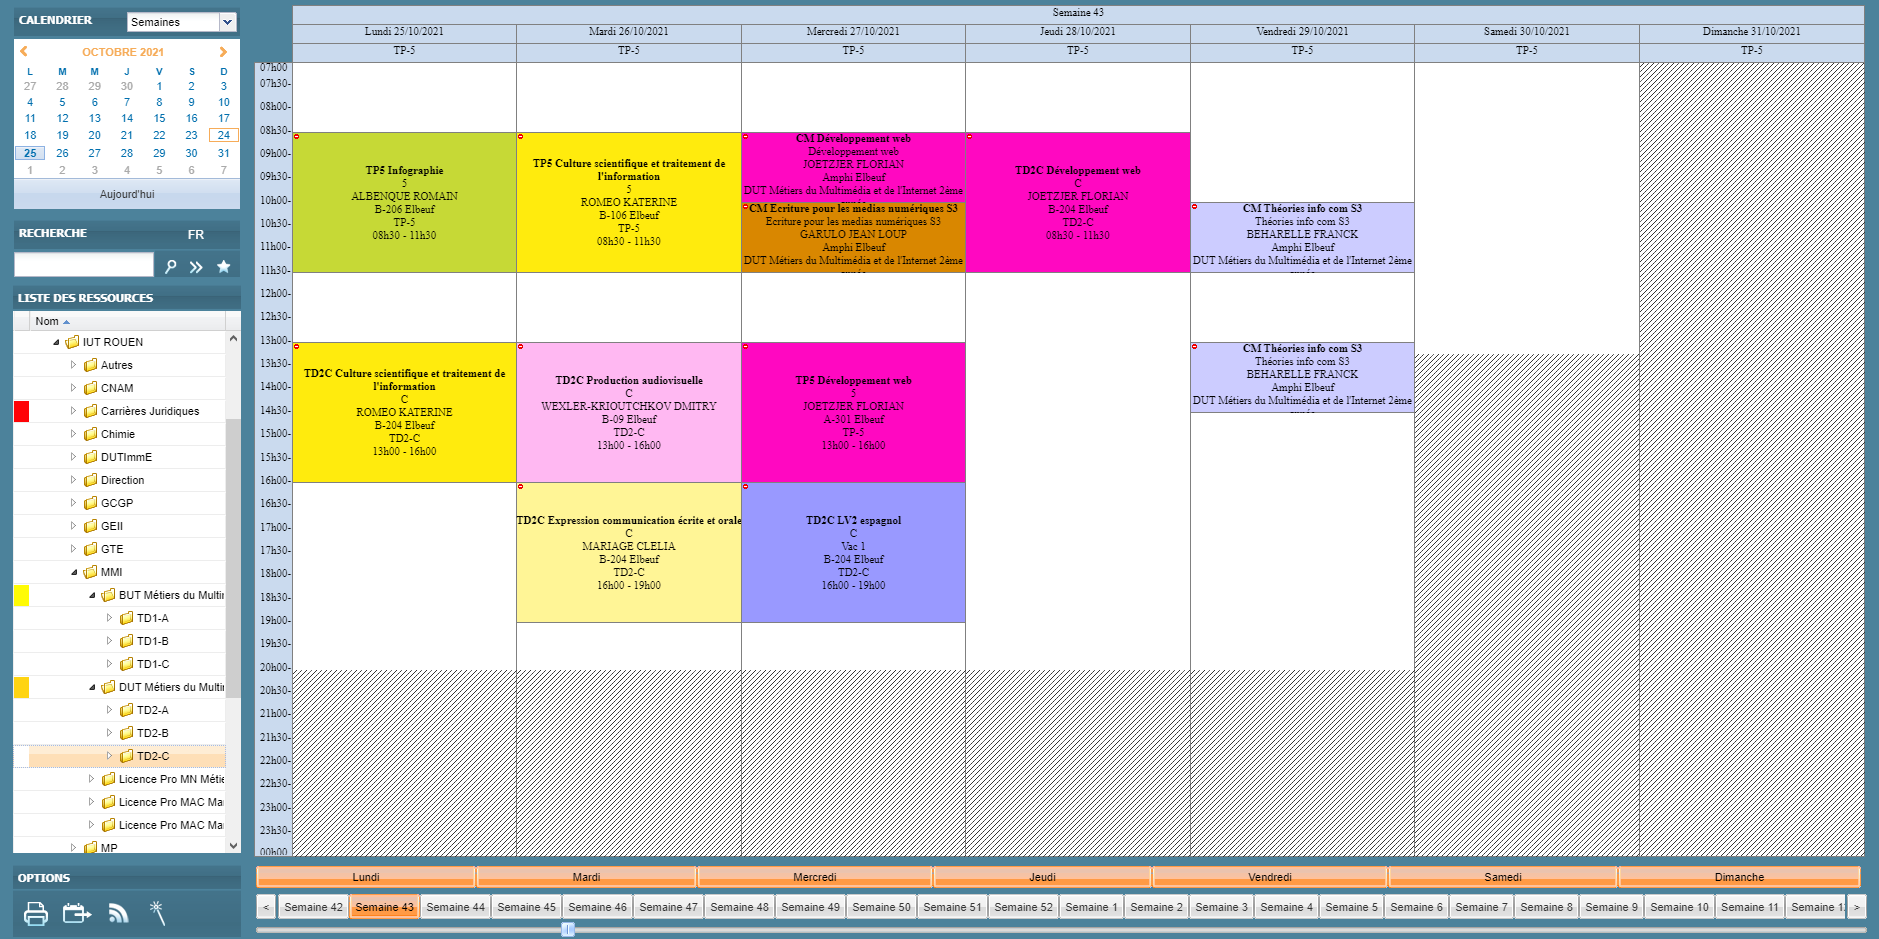 CALENDRIER
Semaines
OCTOBRE 2021
L M M J V S D
27 28 29 30 1 2 3
4 5 6 7 8 9 10
11 12 13 14 15 16 17
18 19 20 21 22 23 24
25 26 27 28 29 30 31
1 2 3 4 5 6 7
Aujourd'hui
RECHERCHE FR
LISTE DES RESSOURCES
Nom
IUT ROUEN
Autres
CNAM
Carrières Juridiques
Chimie
DUTImmE
Direction
GCGP
GEII
GTE
MMI
BUT Métiers du Multi
TD1-A
TD1-B
TD1-C
DUT Métiers du Multi
TD2-A
TD2-B
TD2-C
Licence Pro MN Métie
Licence Pro MAC Ma
Licence Pro MAC Ma
MP
OPTIONS
Semaine 43
Lundi 25/10/2021 Mardi 26/10/2021 Mercredi 27/10/2021 Jeudi 28/10/2021 Vendredi 29/10/2021 Samedi 30/10/2021 Dimanche 31/10/2021
TP-5 TP-5 TP-5 TP-5 TP-5 TP-5 TP-5
07h00
07h30-
08h00-
08h30-
09h00-
09h30-
10h00-
10h30-
11h00-
11h30-
12h00-
12h30-
13h00-
13h30-
14h00-
14h30-
15h00-
15h30-
16h00-
16h30-
17h00-
17h30-
18h00-
18h30-
19h00-
19h30-
20h00-
20h30-
21h00-
21h30-
22h00-
22h30-
23h00-
23h30-
00h00
TP5 Infographie
5
ALBENQUE ROMAIN
B-206 Elbeuf
TP-5
08h30 - 11h30
TD2C Culture scientifique et traitement de
l'information
C
ROMEO KATERINE
B-204 Elbeuf
TD2-C
13h00 - 16h00
TP5 Culture scientifique et traitement de
l'information
5
ROMEO KATERINE
B-106 Elbeuf
TP-5
08h30 - 11h30
TD2C Production audiovisuelle
C
WEXLER-KRIOUTCHKOV DMITRY
B-09 Elbeuf
TD2-C
13h00 - 16h00
TD2C Expression communication écrite et orale
C
MARIAGE CLELIA
B-204 Elbeuf
TD2-C
16h00 - 19h00
CM Développement web
Développement web
JOETZJER FLORIAN
Amphi Elbeuf
DUT Métiers du Multimédia et de l'Internet 2ème
CM Ecriture pour les medias numériques S3
Ecriture pour les medias numériques S3
GARULO JEAN LOUP
Amphi Elbeuf
DUT Métiers du Multimédia et de l'Internet 2ème
TP5 Développement web
5
JOETZJER FLORIAN
A-301 Elbeuf
TP-5
13h00 - 16h00
TD2C LV2 espagnol
C
Vac 1
B-204 Elbeuf
TD2-C
16h00 - 19h00
TD2C Développement web
C
JOETZJER FLORIAN
B-204 Elbeuf
TD2-C
08h30 - 11h30
CM Théories info com S3
Théories info com S3
BEHARELLE FRANCK
Amphi Elbeuf
DUT Métiers du Multimédia et de l'Internet 2ème
CM Théories info com S3
Théories info com S3
BEHARELLE FRANCK
Amphi Elbeuf
DUT Métiers du Multimédia et de l'Internet 2ème
Lundi Mardi Mercredi Jeudi Vendredi Samedi Dimanche
< Semaine 42 Semaine 43 Semaine 44 Semaine 45 Semaine 46 Semaine 47 Semaine 48 Semaine 49 Semaine 50 Semaine 51 Semaine 52 Semaine 1 Semaine 2 Semaine 3 Semaine 4 Semaine 5 Semaine 6 Semaine 7 Semaine 8 Semaine 9 Semaine 10 Semaine 11 Semaine 1 >